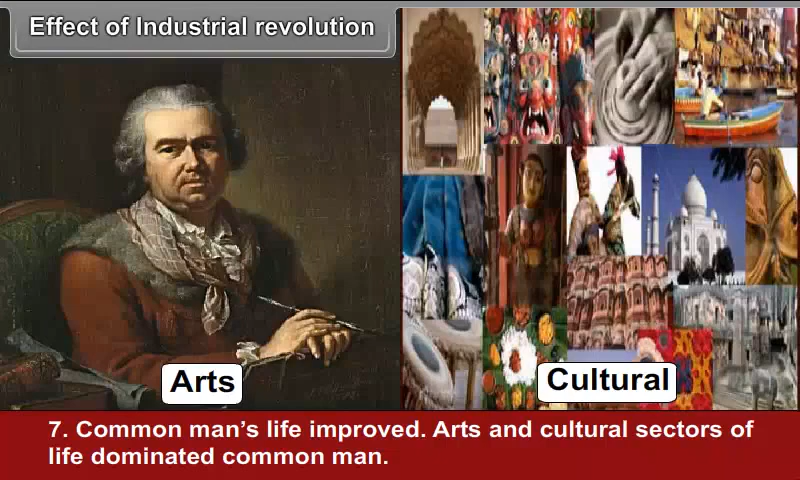 Effect of Industrial revolution
Arts
Cultural
7. Common man's life improved. Arts and cultural sectors of
life dominated common man.